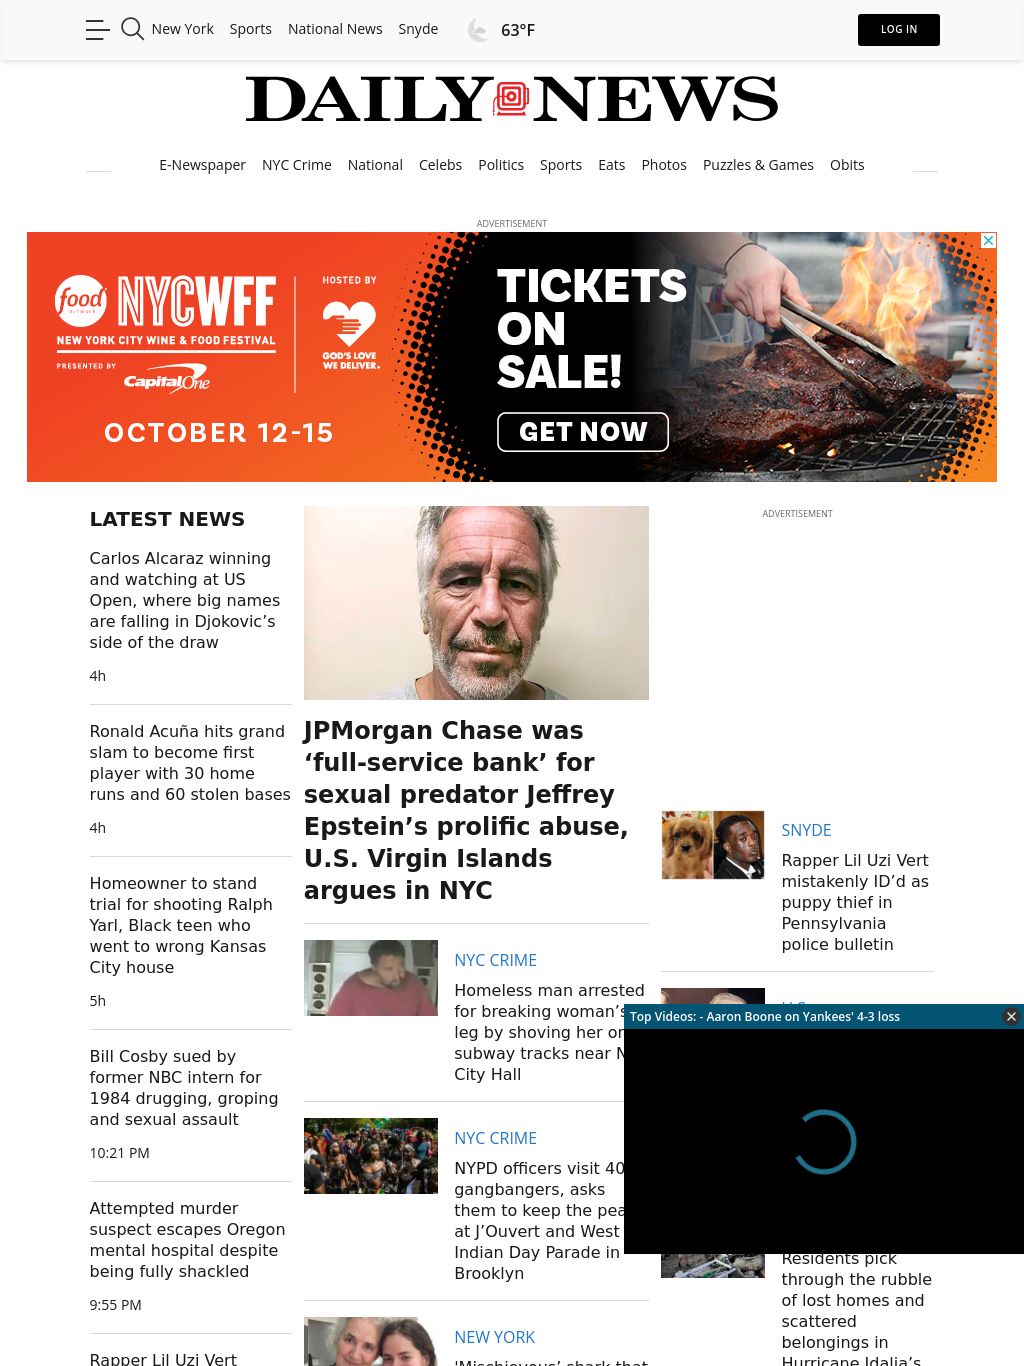 New York Sports National News Snyde 63°F LOG IN
DAILY NEWS
E-Newspaper NYC Crime National Celebs Politics Sports Eats Photos Puzzles & Games Obits
ADVERTISEMENT
food
NETWORK
NYCWFF
NEW YORK CITY WINE & FOOD FESTIVAL
PRESENTED BY
Capital One
OCTOBER 12-15
HOSTED BY
GOD'S LOVE
WE DELIVER.
TICKETS
ON
SALE!
GET NOW
LATEST NEWS
Carlos Alcaraz winning
and watching at US
Open, where big names
are falling in Djokovic’s
side of the draw
4h
Ronald Acuña hits grand
slam to become first
player with 30 home
runs and 60 stolen bases
4h
Homeowner to stand
trial for shooting Ralph
Yarl, Black teen who
went to wrong Kansas
City house
5h
Bill Cosby sued by
former NBC intern for
1984 drugging, groping
and sexual assault
10:21 PM
Attempted murder
suspect escapes Oregon
mental hospital despite
being fully shackled
9:55 PM
Rapper Lil Uzi Vert
JPMorgan Chase was
‘full-service bank’ for
sexual predator Jeffrey
Epstein’s prolific abuse,
U.S. Virgin Islands
argues in NYC
NYC CRIME
Homeless man arrested
for breaking woman’s
leg by shoving her on
subway tracks near
City Hall
NYC CRIME
NYPD officers visit 40
gangbangers, asks
them to keep the
at J’Ouvert and West
Indian Day Parade in
Brooklyn
NEW YORK
'Mischievous’ shark that
ADVERTISEMENT
SNYDE
Rapper Lil Uzi Vert
mistakenly ID’d as
puppy thief in
Pennsylvania
police bulletin
Top Videos: - Aaron Boone on Yankees' 4-3 loss
Residents pick
through the rubble
of lost homes and
scattered
belongings in
Hurricane Idalia’s